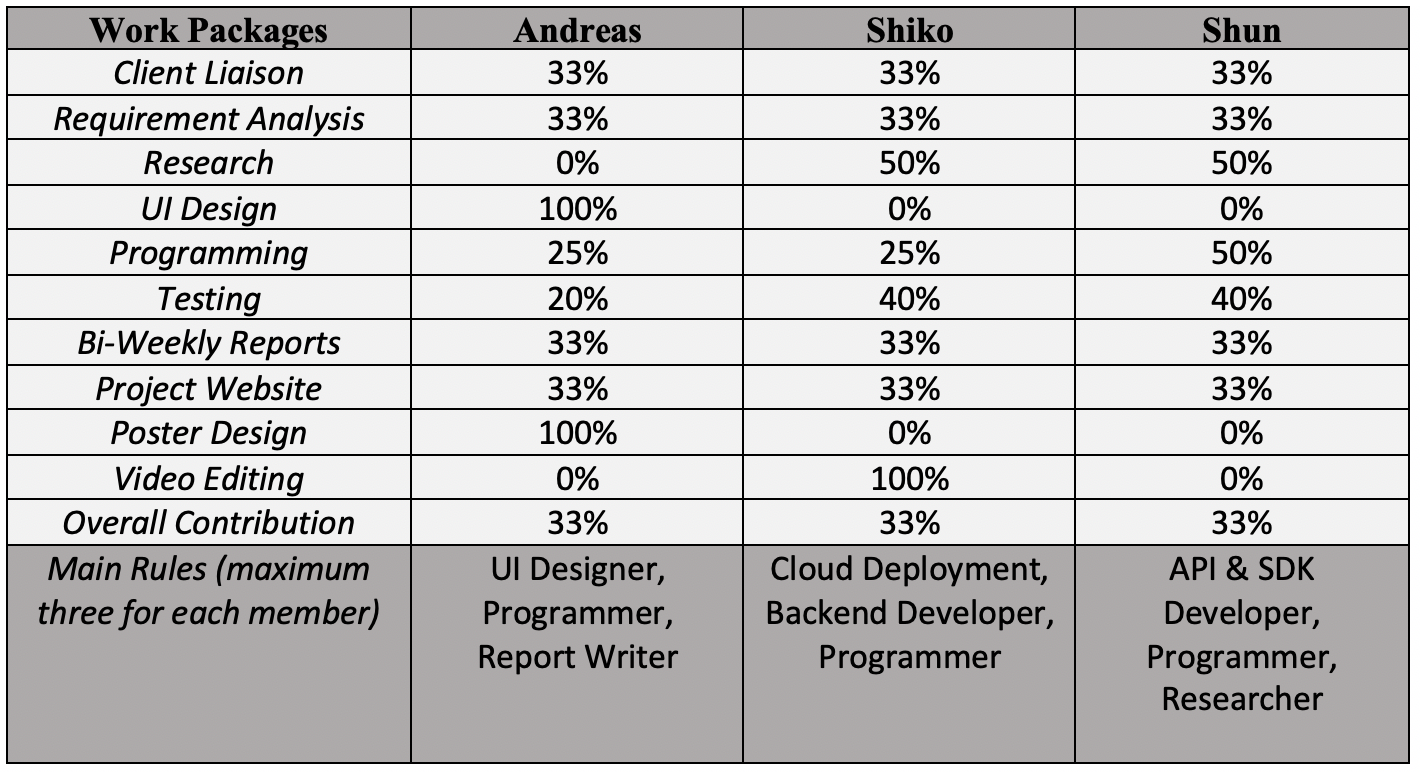 Work Packages Andreas Shiko Shun
Client Liaison 33% 33% 33%
Requirement Analysis 33% 33% 33%
Research 0% 50% 50%
UI Design 100% 0% 0%
Programming 25% 25% 50%
Testing 20% 40% 40%
Bi-Weekly Reports 33% 33% 33%
Project Website 33% 33% 33%
Poster Design 100% 0% 0%
Video Editing 0% 100% 0%
Overall Contribution 33% 33% 33%
Main Rules (maximum
three for each member)
UI Designer,
Programmer,
Report Writer
Cloud Deployment,
Backend Developer,
Programmer
API & SDK
Developer,
Programmer,
Researcher